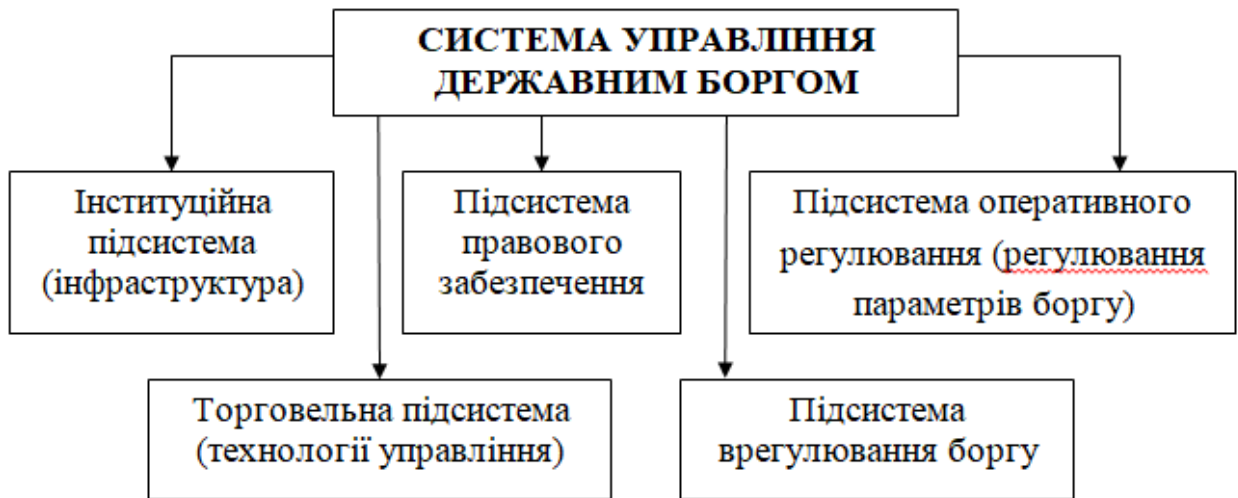 СИСТЕМА УПРАВЛІННЯ
ДЕРЖАВНИМ БОРГОМ
Інституційна
підсистема
(інфраструктура)
Підсистема
правового
забезпечення
Підсистема оперативного
регулювання (регулювання
параметрів боргу)
Торговельна підсистема
(технології управління)
Підсистема
врегулювання боргу